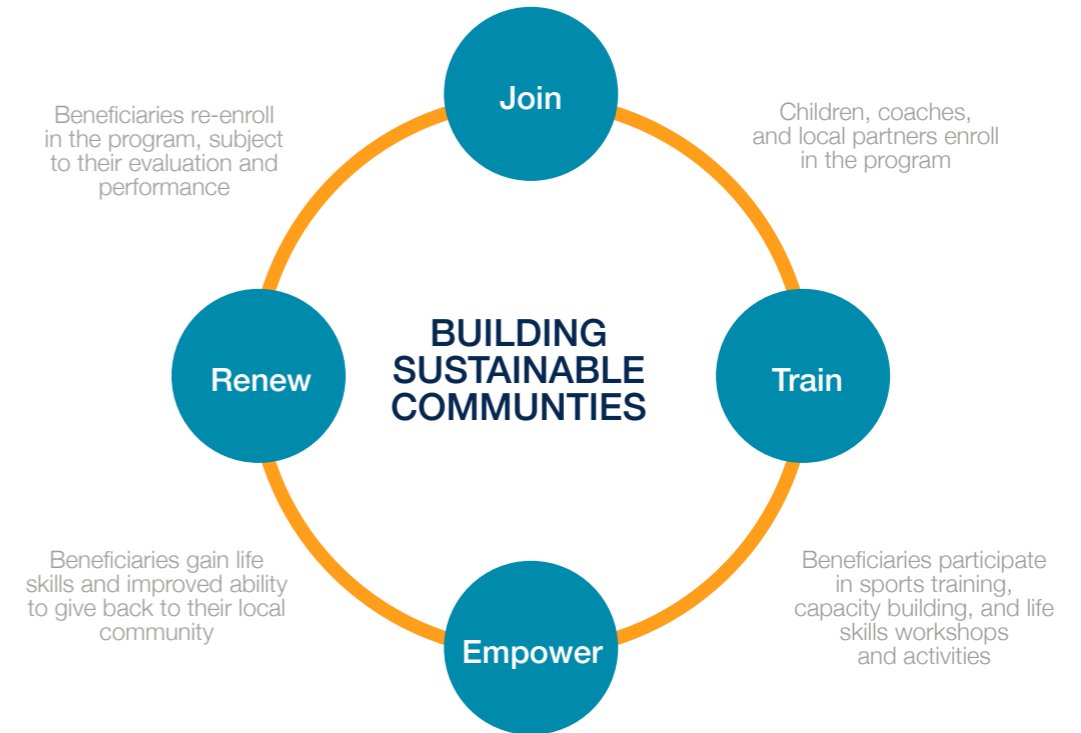 Join
Children, coaches,
and local partners enroll
in the program
Train
Beneficiaries participate
in sports training,
capacity building, and life
skills workshops
and activities
Empower
Beneficiaries gain life
skills and improved ability
to give back to their local
community
Renew
Beneficiaries re-enroll
in the program, subject
to their evaluation and
performance
BUILDING
SUSTAINABLE
COMMUNTIES